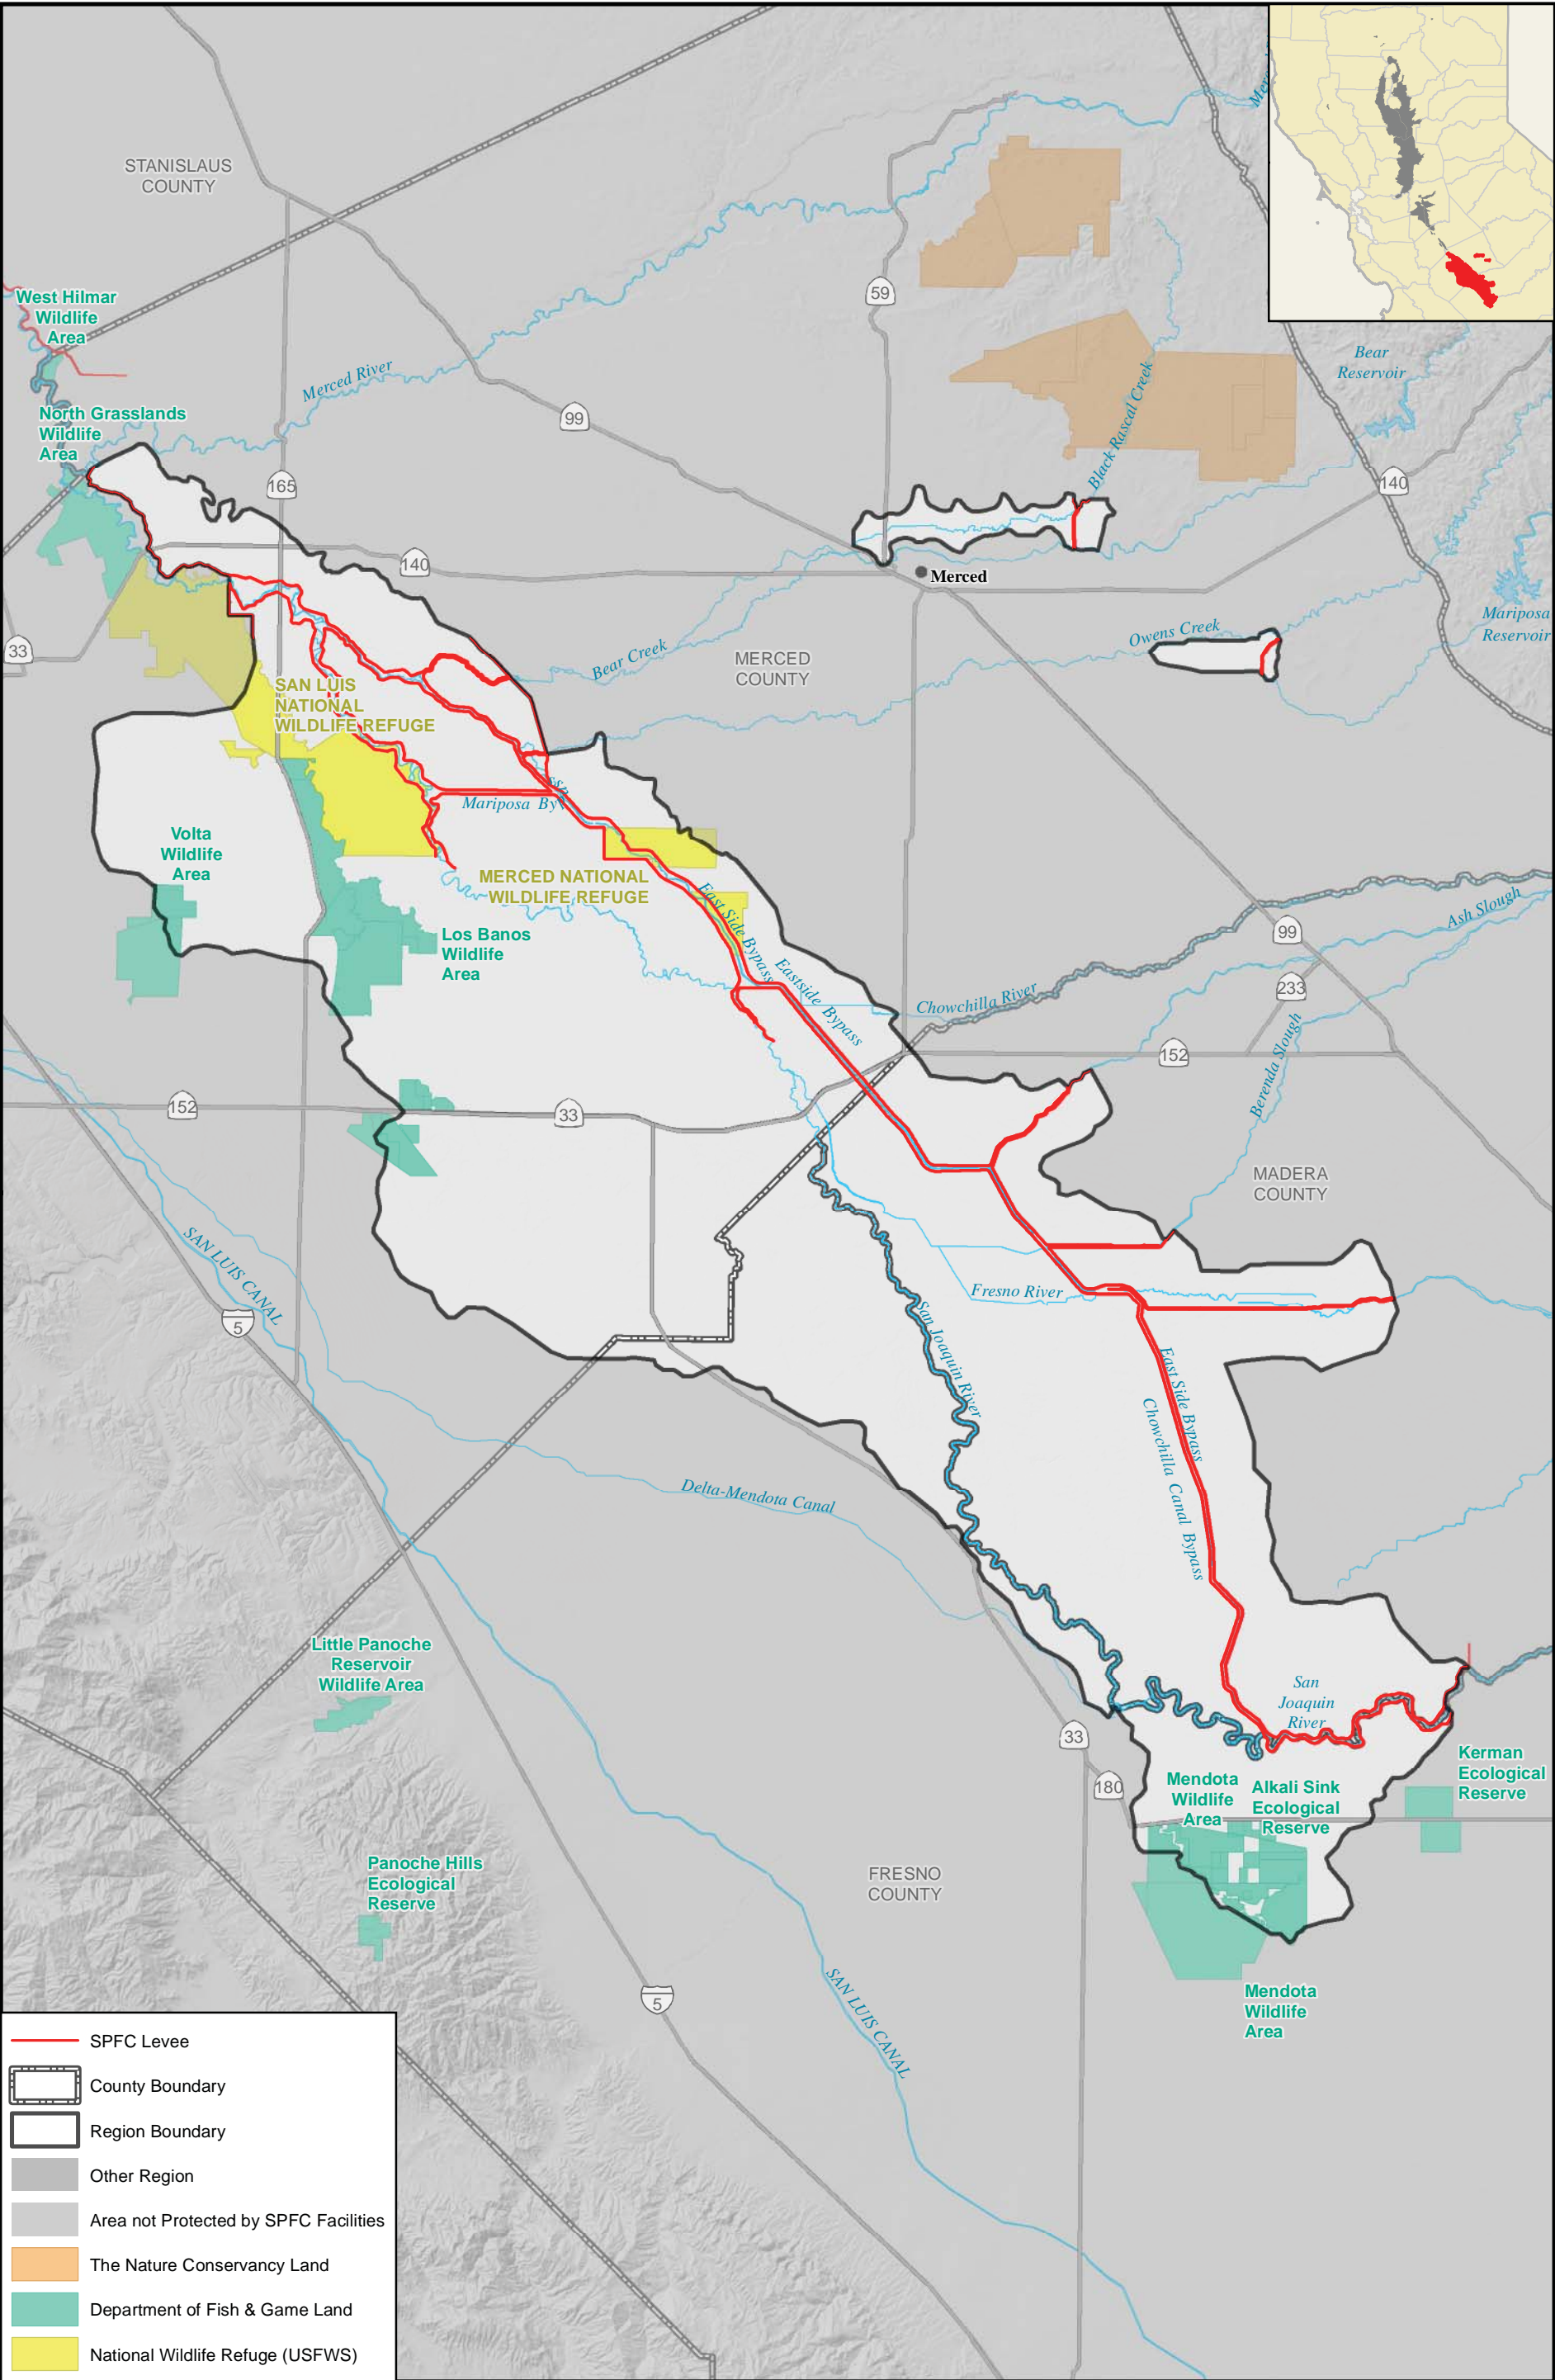 STANISLAUS
COUNTY
West Hilmar
Wildlife
Area
59
Merced River
Bear
Reservoir
North Grasslands
Wildlife
Area
99
Black Rascal Creek
165
140
140
Merced
Mariposa
Reservoir
33
Owens Creek
Bear Creek
MERCED
COUNTY
SAN LUIS
NATIONAL
WILDLIFE REFUGE
Mariposa By
Volta
Wildlife
Area
MERCED NATIONAL
WILDLIFE REFUGE
East Side Bypass
Los Banos
Wildlife
Area
99
Ash Slough
Eastside Bypass
233
Chowchilla River
152
Berenda Slough
152
33
MADERA
COUNTY
SAN LUIS CANAL
5
Fresno River
San Joaquin River
East Side Bypass
Chowchilla Canal Bypass
Delta-Mendota Canal
Little Panoche
Reservoir
Wildlife Area
San
Joaquin
River
33
180
Kerman
Ecological
Reserve
Mendota
Wildlife
Area
Alkali Sink
Ecological
Reserve
Panoche Hills
Ecological
Reserve
FRESNO
COUNTY
5
SAN LUIS CANAL
Mendota
Wildlife
Area
SPFC Levee
County Boundary
Region Boundary
Other Region
Area not Protected by SPFC Facilities
The Nature Conservancy Land
Department of Fish & Game Land
National Wildlife Refuge (USFWS)